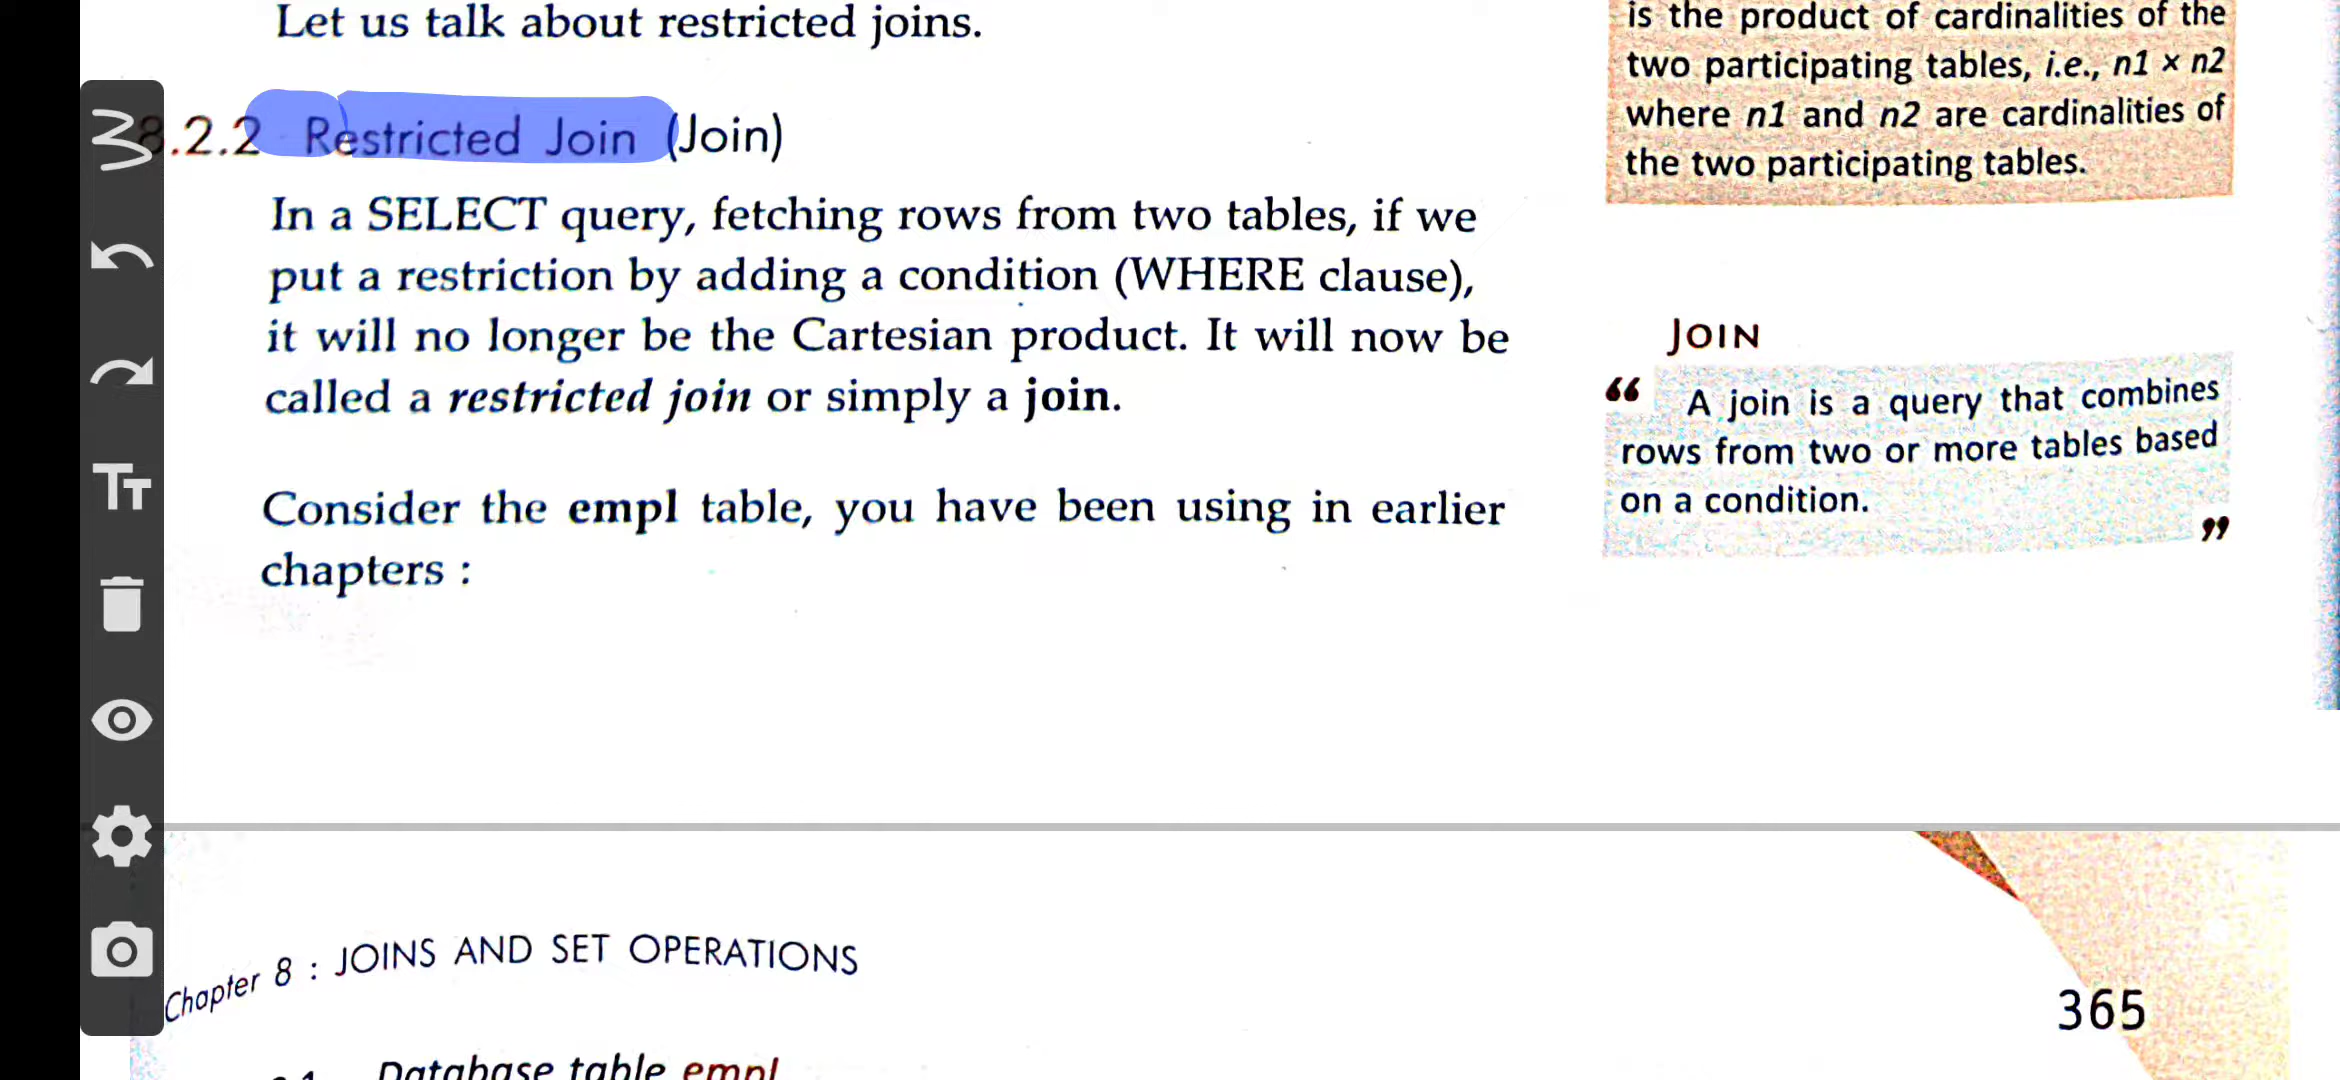 Let us talk about restricted joins.
8.2.2 Restricted Join (Join)
In a SELECT query, fetching rows from two tables, if we
put a restriction by adding a condition (WHERE clause),
it will no longer be the Cartesian product. It will now be
called a restricted join or simply a join.
Consider the empl table, you have been using in earlier
chapters :
is the product of cardinalities of the
two participating tables, i.e., n1 × n2
where n1 and n2 are cardinalities of
the two participating tables.
JOIN
“ A join is a query that combines
rows from two or more tables based
on a condition.
”
Chapter 8 : JOINS AND SET OPERATIONS
365
Database table empl
TT